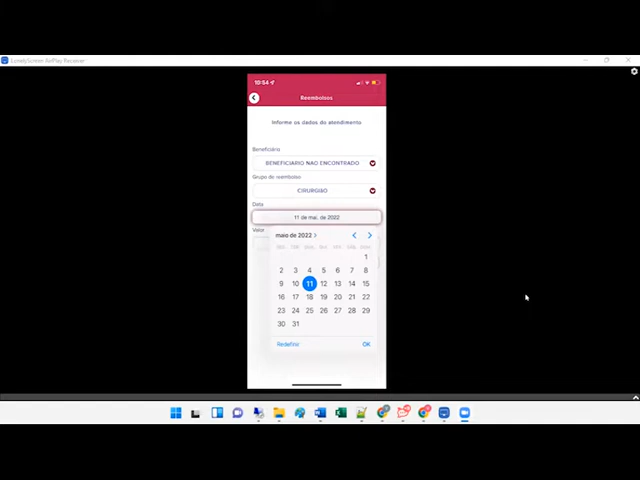 LonelyScreen AirPlay Receiver
10:54
Reembolsos
Informe os dados do atendimento
Beneficiário
BENEFICIARIO NAO ENCONTRADO
Grupo de reembolso
CIRURGIAO
Data
11 de mai. de 2022
Valor
maio de 2022
1
2 3 4 5 6 7 8
9 10 11 12 13 14 15
16 17 18 19 20 21 22
23 24 25 26 27 28 29
30 31
Redefinir OK